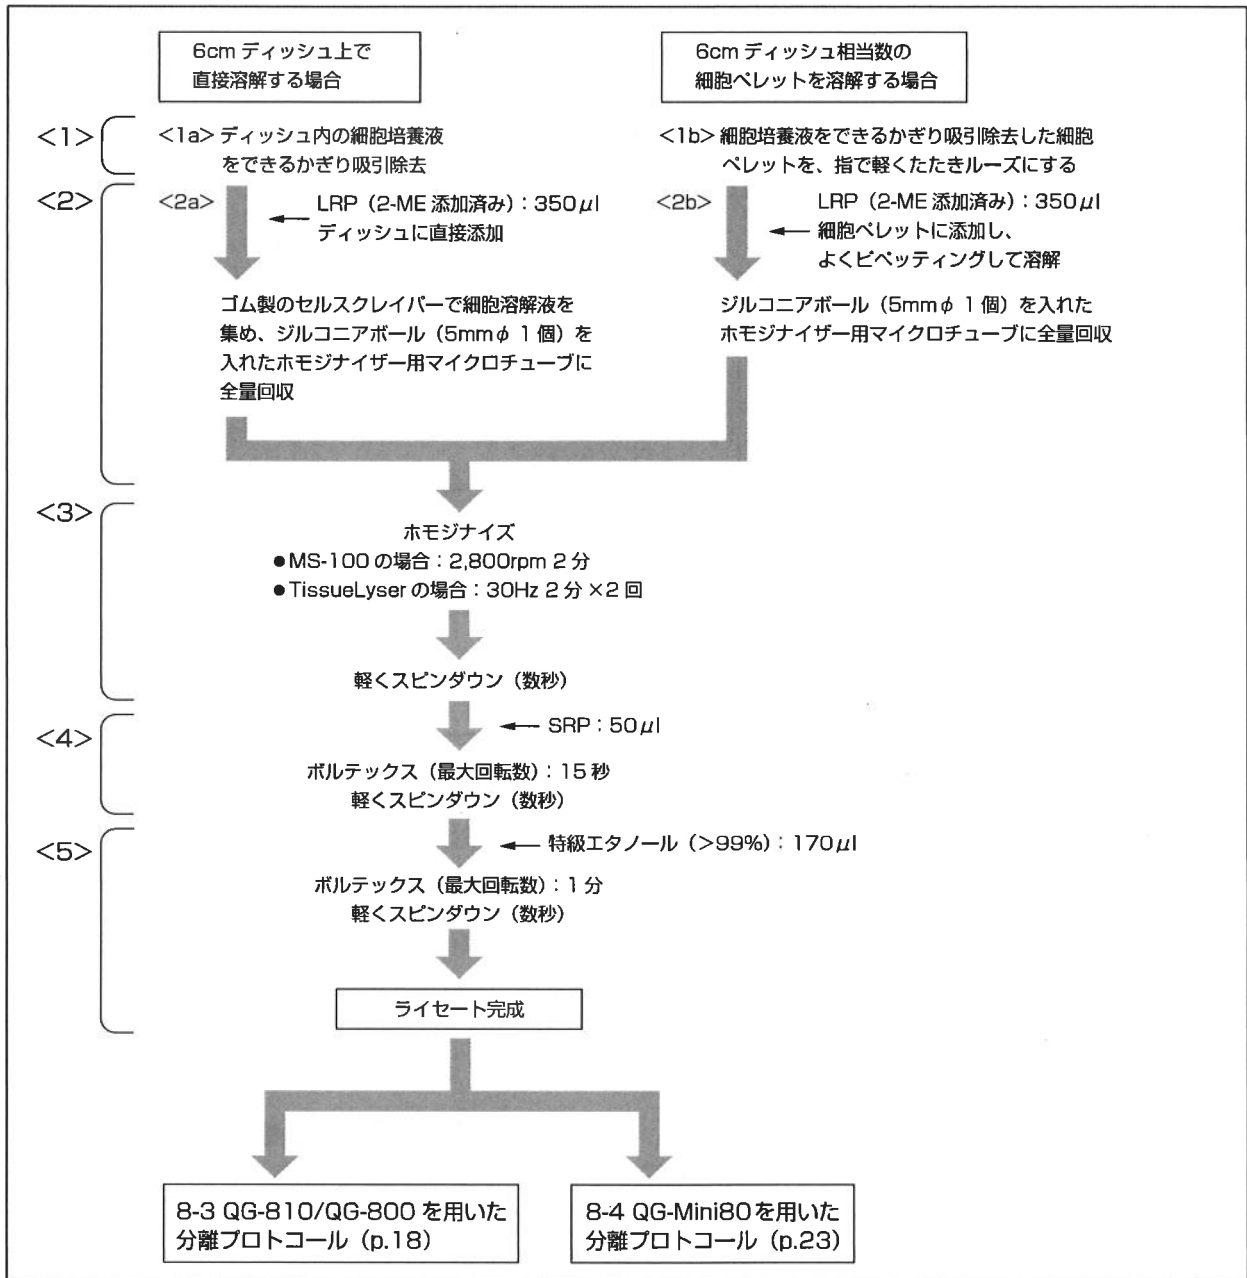 6cm ディッシュ上で
直接溶解する場合
6cm ディッシュ相当数の
細胞ペレットを溶解する場合
<1>
<1a> ディッシュ内の細胞培養液
をできるかぎり吸引除去
<1b> 細胞培養液をできるかぎり吸引除去した細胞
ペレットを、指で軽くたたきルーズにする
<2>
<2a>
LRP（2-ME 添加済み）：350μl
ディッシュに直接添加
<2b>
LRP（2-ME 添加済み）：350μl
細胞ペレットに添加し、
よくピペッティングして溶解
ゴム製のセルスクレイパーで細胞溶解液を
集め、ジルコニアボール（5mmφ 1個）を
入れたホモジナイザー用マイクロチューブに
全量回収
ジルコニアボール（5mmφ 1個）を入れた
ホモジナイザー用マイクロチューブに全量回収
<3>
ホモジナイズ
●MS-100 の場合：2,800rpm 2分
●TissueLyser の場合：30Hz 2分×2回
軽くスピンダウン（数秒）
<4>
SRP：50μl
ボルテックス（最大回転数）：15秒
軽くスピンダウン（数秒）
<5>
特級エタノール（>99%）：170μl
ボルテックス（最大回転数）：1分
軽くスピンダウン（数秒）
ライセート完成
8-3 QG-810/QG-800 を用いた
分離プロトコール（p.18）
8-4 QG-Mini80を用いた
分離プロトコール（p.23）